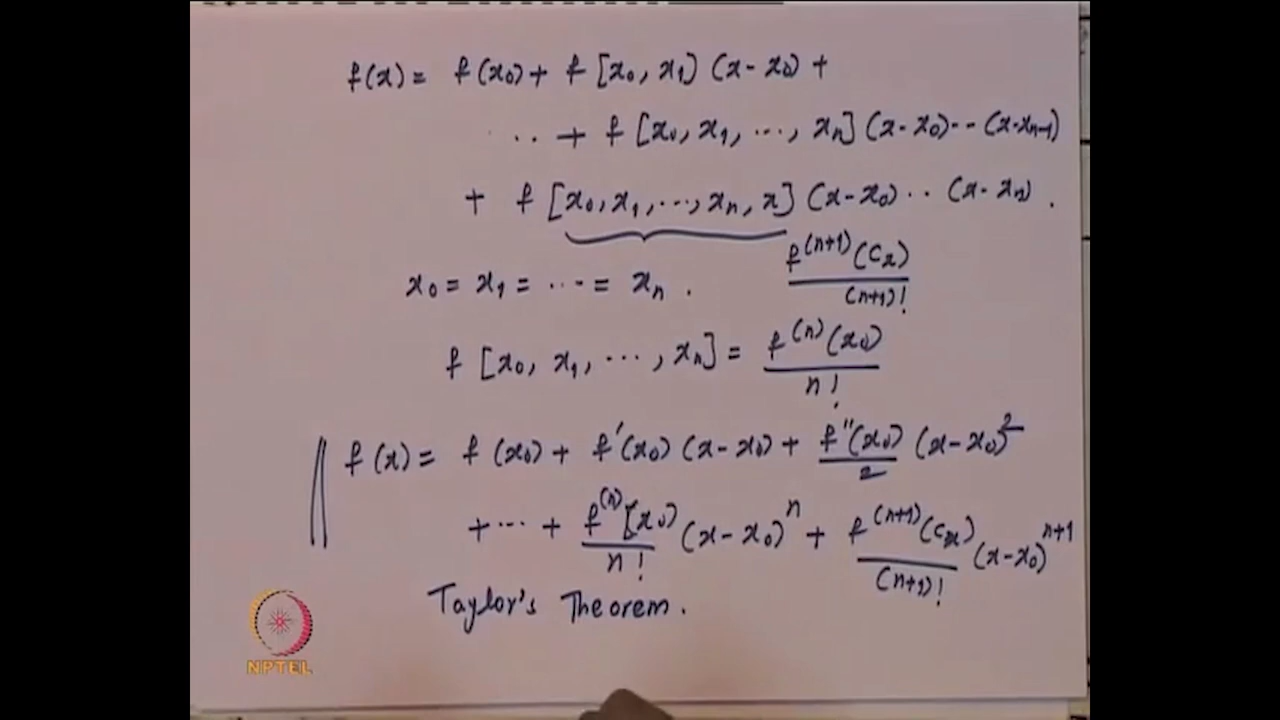 f(x) = f(x₀) + f[x₀, x₁](x-x₀) +
·· + f[x₀, x₁, ···, xₙ](x-x₀)-- (x-xₙ₋₁)
+ f[x₀, x₁, ···, xₙ, x](x-x₀)·· (x-xₙ).
f⁽ⁿ⁺¹⁾(cₓ)/(n+1)!
x₀ = x₁ = ··· = xₙ.
f[x₀, x₁, ···, xₙ] = f⁽ⁿ⁾(x₀)/n!
f(x) = f(x₀) + f'(x₀)(x-x₀) + f''(x₀)/2 (x-x₀)²
+ ··· + f⁽ⁿ⁾[x₀)/n! (x-x₀)ⁿ + f⁽ⁿ⁺¹⁾(cₓ)/(n+1)! (x-x₀)ⁿ⁺¹
Taylor's Theorem.
NPTEL